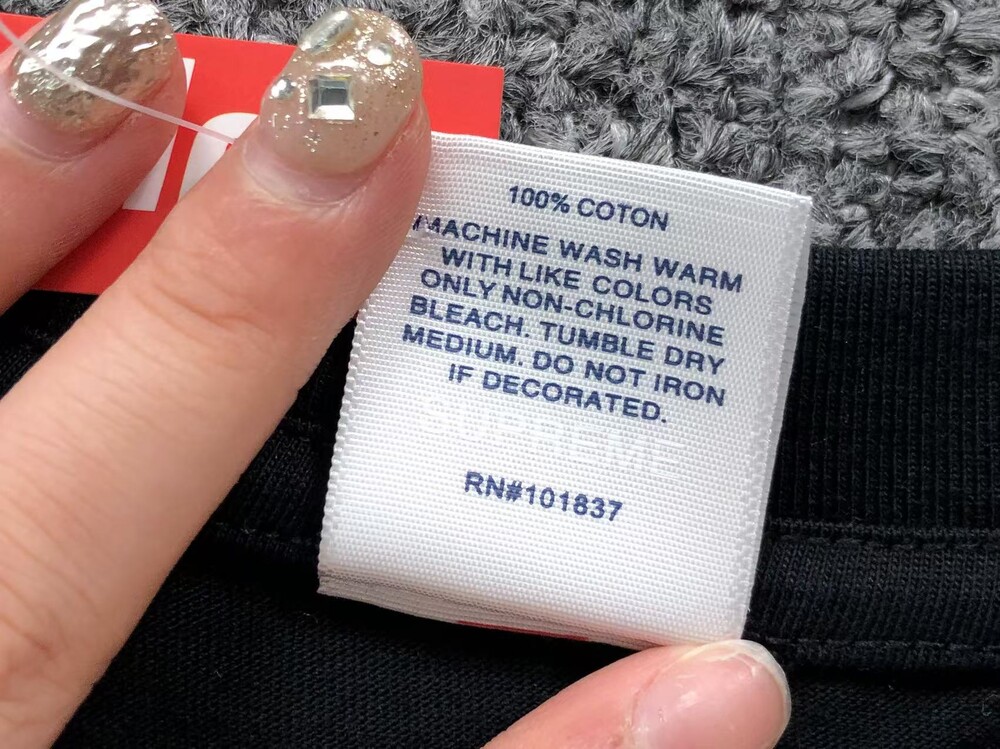 100% COTON
MACHINE WASH WARM
WITH LIKE COLORS
ONLY NON-CHLORINE
BLEACH. TUMBLE DRY
MEDIUM. DO NOT IRON
IF DECORATED.
SUPREME
RN#101837